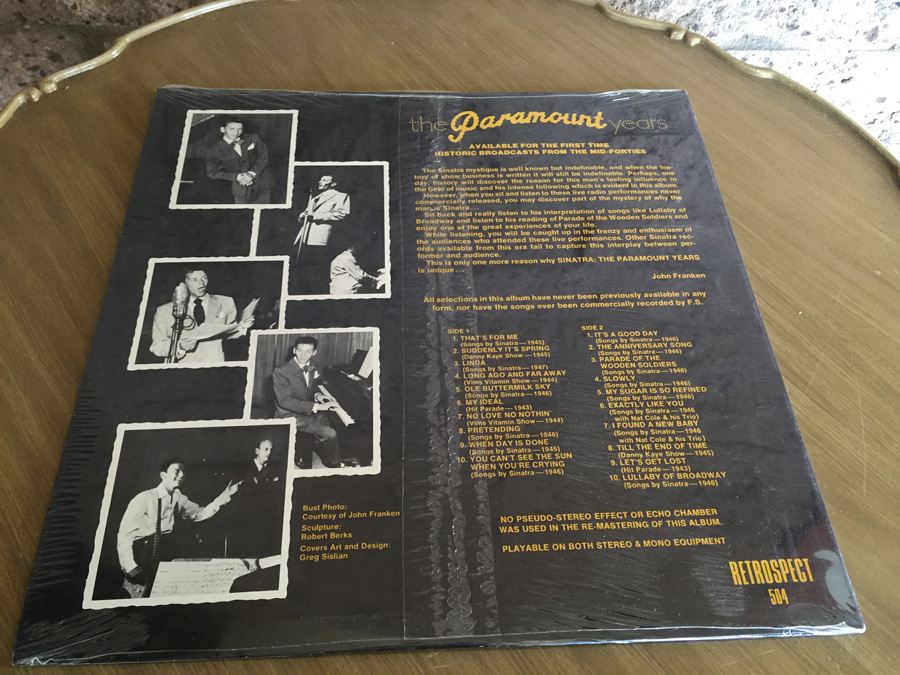 the Paramount years
AVAILABLE FOR THE FIRST TIME
HISTORIC BROADCASTS FROM THE MID-FORTIES
The Sinatra mystique is well known but indefinable, and when the his-
tory of show business is written it will still be indefinable. Perhaps, one
day, history will discover the reason for this man's lasting influence in
the field of music and his intense following which is evident in this album.
However, when you sit and listen to these live radio performances never
commercially released, you may discover part of the mystery of why the
man is Sinatra...
Sit back and really listen to his interpretation of songs like Lullaby of
Broadway and listen to his reading of Parade of the Wooden Soldiers and
enjoy one of the great experiences of your life.
While listening, you will be caught up in the frenzy and enthusiasm of
the audiences who attended these live performances. Other Sinatra rec-
ords available from this era fail to capture this interplay between per-
former and audience.
This is only one more reason why SINATRA; THE PARAMOUNT YEARS
is unique...
John Franken
All selections in this album have never been previously available in any
form, nor have the songs ever been commercially recorded by F.S.
SIDE 1
1. THAT'S FOR ME
(Songs by Sinatra—1945)
2. SUDDENLY IT'S SPRING
(Danny Kaye Show—1945)
3. LINDA
(Songs by Sinatra—1947)
4. LONG AGO AND FAR AWAY
(Vims Vitamin Show—1944)
5. OLE BUTTERMILK SKY
(Songs by Sinatra—1946)
6. MY IDEAL
(Hit Parade—1943)
7. NO LOVE NO NOTHIN'
(Vims Vitamin Show—1944)
8. PRETENDING
(Songs by Sinatra—1946)
9. WHEN DAY IS DONE
(Songs by Sinatra—1945)
10. YOU CAN'T SEE THE SUN
WHEN YOU'RE CRYING
(Songs by Sinatra—1946)
SIDE 2
1. IT'S A GOOD DAY
(Songs by Sinatra—1946)
2. THE ANNIVERSARY SONG
(Songs by Sinatra—1946)
3. PARADE OF THE
WOODEN SOLDIERS
(Songs by Sinatra—1946)
4. SLOWLY
(Songs by Sinatra—1946)
5. MY SUGAR IS SO REFINED
(Songs by Sinatra—1946)
6. EXACTLY LIKE YOU
(Songs by Sinatra—1946
with Nat Cole & his Trio)
7. I FOUND A NEW BABY
(Songs by Sinatra—1946
with Nat Cole & his Trio)
8. TILL THE END OF TIME
(Danny Kaye Show—1945)
9. LET'S GET LOST
(Hit Parade—1943)
10. LULLABY OF BROADWAY
(Songs by Sinatra—1946)
Bust Photo:
Courtesy of John Franken
Sculpture:
Robert Berks
Covers Art and Design:
Greg Sislian
NO PSEUDO-STEREO EFFECT OR ECHO CHAMBER
WAS USED IN THE RE-MASTERING OF THIS ALBUM.
PLAYABLE ON BOTH STEREO & MONO EQUIPMENT
RETROSPECT
504